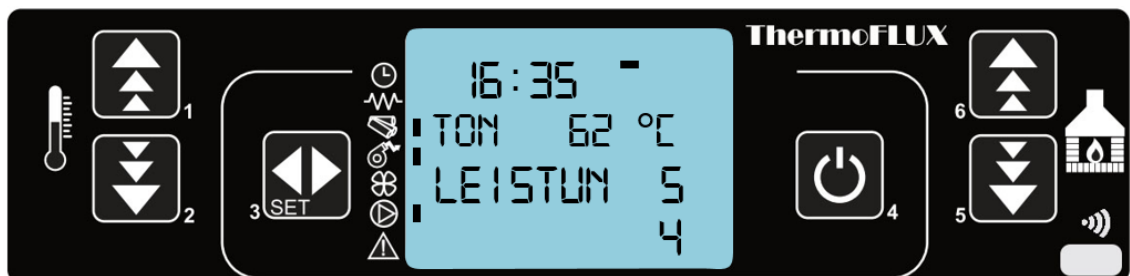 ThermoFLUX
16:35
TON 62 °C
LEISTUN 5
4
1
2
3 SET
4
6
5